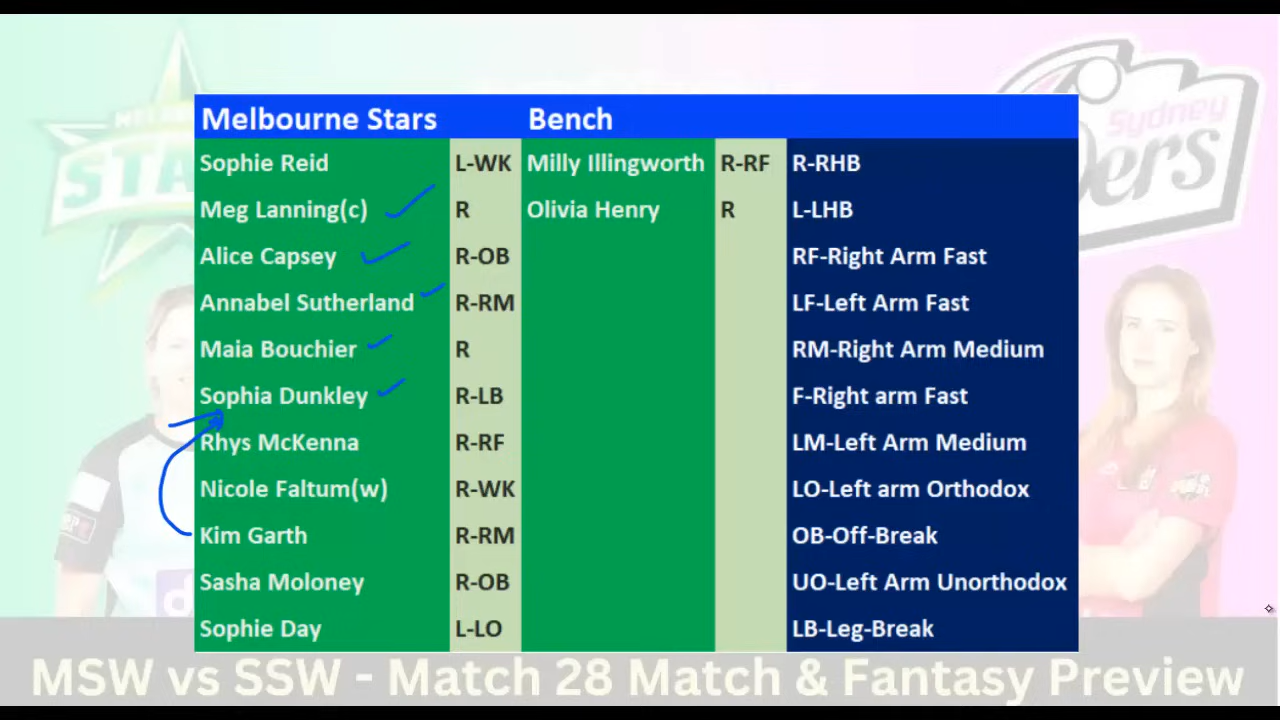 Melbourne Stars Bench
Sophie Reid L-WK Milly Illingworth R-RF R-RHB
Meg Lanning(c) R Olivia Henry R L-LHB
Alice Capsey R-OB RF-Right Arm Fast
Annabel Sutherland R-RM LF-Left Arm Fast
Maia Bouchier R RM-Right Arm Medium
Sophia Dunkley R-LB F-Right arm Fast
Rhys McKenna R-RF LM-Left Arm Medium
Nicole Faltum(w) R-WK LO-Left arm Orthodox
Kim Garth R-RM OB-Off-Break
Sasha Moloney R-OB UO-Left Arm Unorthodox
Sophie Day L-LO LB-Leg-Break
Sydney
MSW vs SSW - Match 28 Match & Fantasy Preview